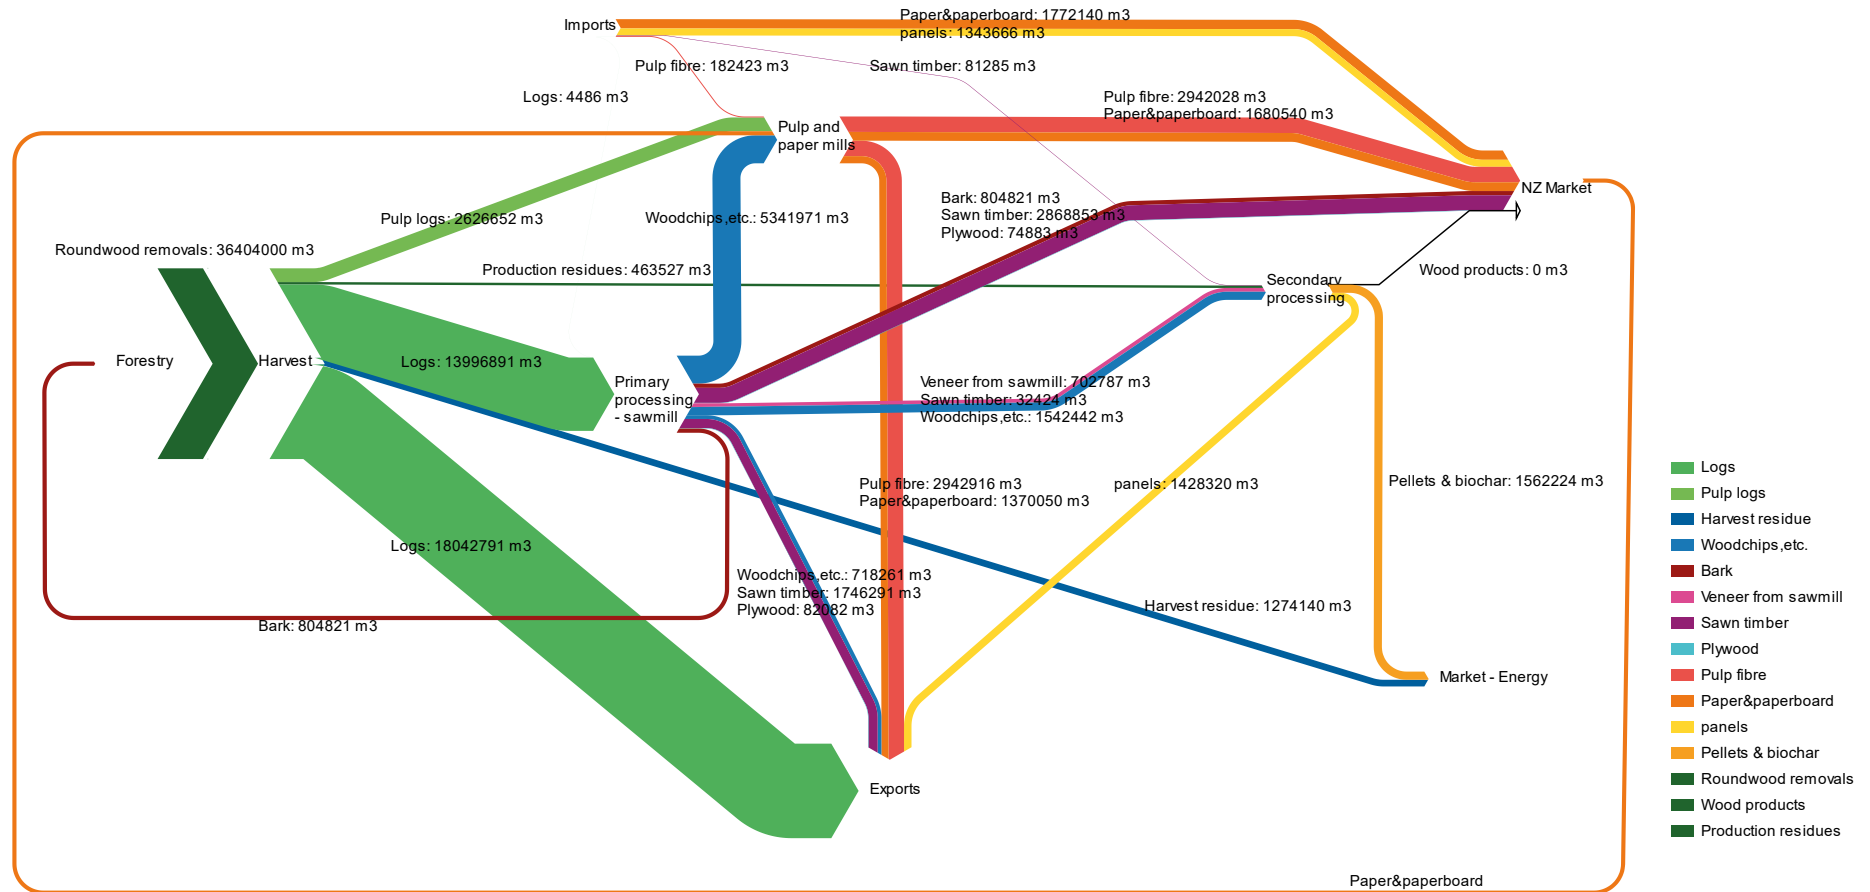 Imports
Paper&paperboard: 1772140 m3
panels: 1343666 m3
Pulp fibre: 182423 m3
Sawn timber: 81285 m3
Logs: 4486 m3
Pulp fibre: 2942028 m3
Paper&paperboard: 1680540 m3
Pulp and
paper mills
NZ Market
Bark: 804821 m3
Sawn timber: 2868853 m3
Plywood: 74883 m3
Pulp logs: 2626652 m3
Woodchips,etc.: 5341971 m3
Roundwood removals: 36404000 m3
Production residues: 463527 m3
Wood products: 0 m3
Secondary
processing
Forestry
Harvest
Logs: 13996891 m3
Primary
processing
- sawmill
Veneer from sawmill: 702787 m3
Sawn timber: 32424 m3
Woodchips,etc.: 1542442 m3
Pulp fibre: 2942916 m3
Paper&paperboard: 1370050 m3
panels: 1428320 m3
Pellets & biochar: 1562224 m3
Logs: 18042791 m3
Woodchips,etc.: 718261 m3
Sawn timber: 1746291 m3
Plywood: 82082 m3
Harvest residue: 1274140 m3
Bark: 804821 m3
Market - Energy
Exports
Paper&paperboard
Logs
Pulp logs
Harvest residue
Woodchips,etc.
Bark
Veneer from sawmill
Sawn timber
Plywood
Pulp fibre
Paper&paperboard
panels
Pellets & biochar
Roundwood removals
Wood products
Production residues